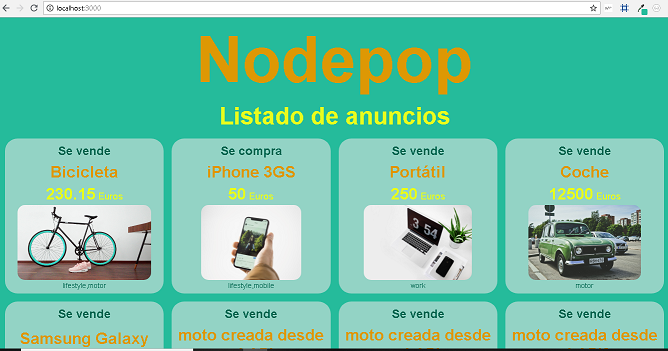 localhost:3000
Nodepop
Listado de anuncios
Se vende
Bicicleta
230.15 Euros
lifestyle,motor
Se compra
iPhone 3GS
50 Euros
lifestyle,mobile
Se vende
Portátil
250 Euros
3 54
work
Se vende
Coche
12500 Euros
motor
Se vende
Samsung Galaxy
Se vende
moto creada desde
Se vende
moto creada desde
Se vende
moto creada desde